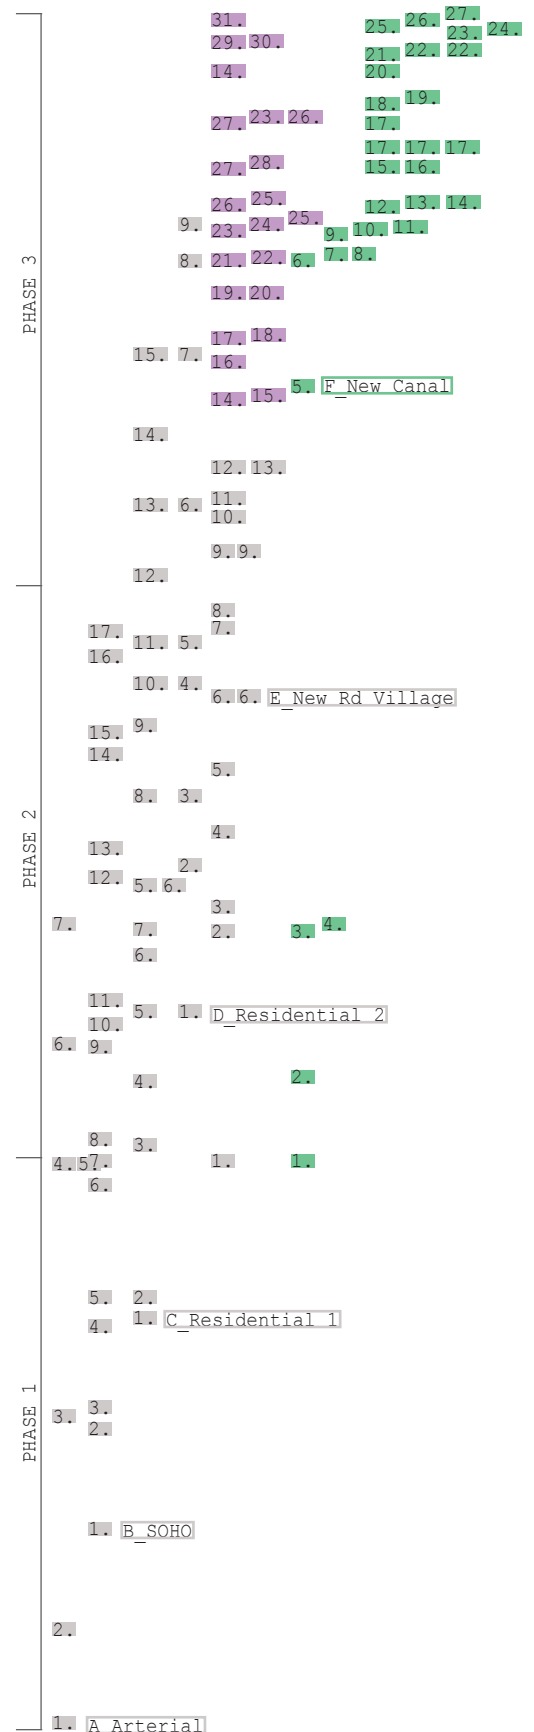 31. 25. 26. 27.
23. 24.
29. 30. 21. 22. 22.
14. 20.
18. 19.
27. 23. 26. 17.
17. 17. 17.
27. 28. 15. 16.
26. 25. 12. 13. 14.
9. 23. 24. 25. 9. 10. 11.
8. 21. 22. 6. 7. 8.
19. 20.
17. 18.
15. 7. 16.
14. 15. 5. F_New Canal
14.
12. 13.
13. 6. 11.
10.
9. 9.
12.
PHASE 3
8.
17. 11. 5. 7.
16.
10. 4. 6. 6. E_New Rd Village
15. 9.
14.
5.
8. 3.
4.
13.
12. 5. 6. 2.
3.
7. 7. 2. 3. 4.
6.
11. 5. 1. D_Residential 2
10.
6. 9.
4. 2.
8. 3.
PHASE 2
4. 5. 7. 1. 1.
6.
5. 2.
4. 1. C_Residential 1
3. 3.
2.
1. B_SOHO
2.
1. A_Arterial
PHASE 1